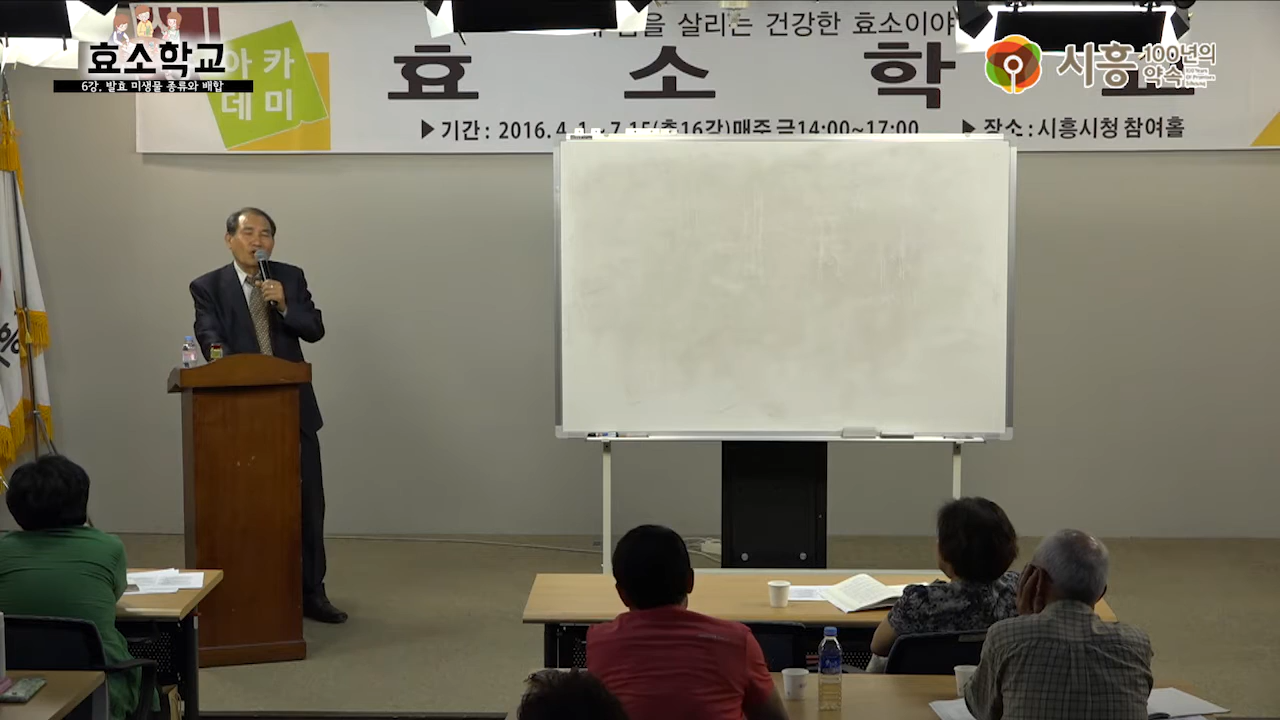 효소학교
6강. 발효 미생물 종류와 배합
아카
데미
살리는 건강한 효소이야
효 소 학
▶기간 : 2016. 4. 1 ~ 7.15(총16강)매주 금14:00~17:00
▶장소 : 시흥시청 참여홀
시흥 100년의
약속